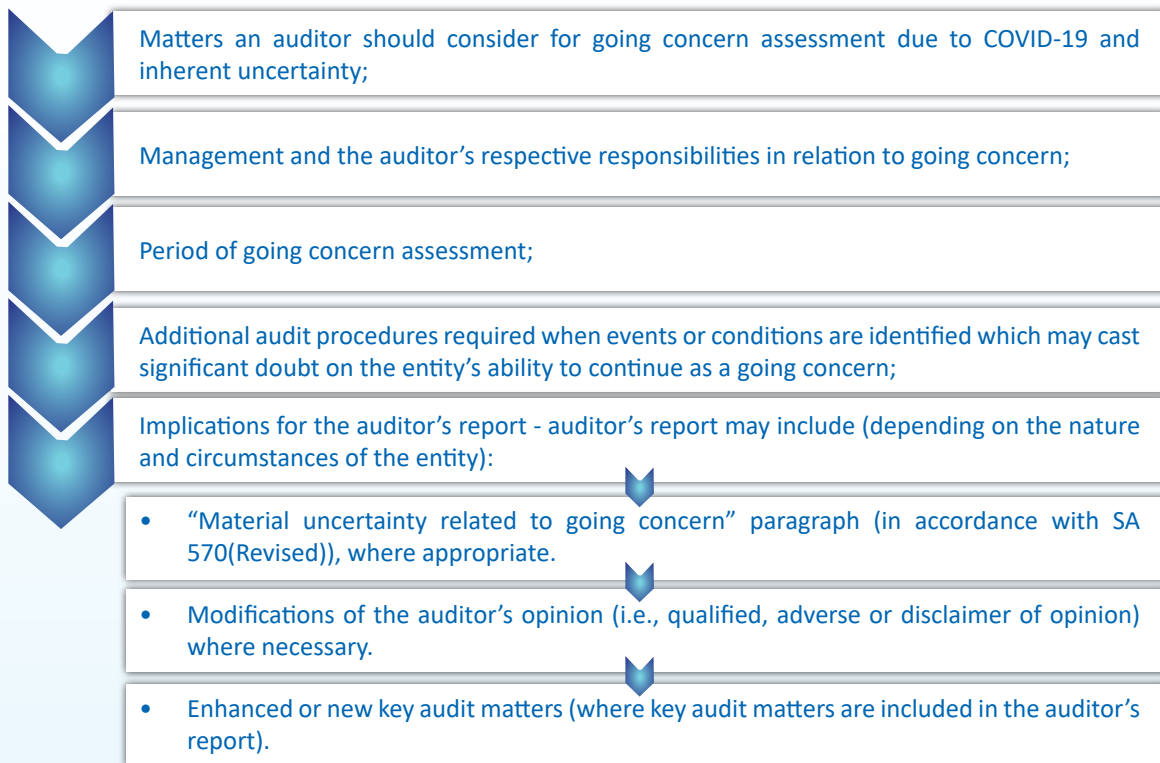 Matters an auditor should consider for going concern assessment due to COVID-19 and
inherent uncertainty;
Management and the auditor’s respective responsibilities in relation to going concern;
Period of going concern assessment;
Additional audit procedures required when events or conditions are identified which may cast
significant doubt on the entity’s ability to continue as a going concern;
Implications for the auditor’s report - auditor’s report may include (depending on the nature
and circumstances of the entity):
• “Material uncertainty related to going concern” paragraph (in accordance with SA
570(Revised)), where appropriate.
• Modifications of the auditor’s opinion (i.e., qualified, adverse or disclaimer of opinion)
where necessary.
• Enhanced or new key audit matters (where key audit matters are included in the auditor’s
report).